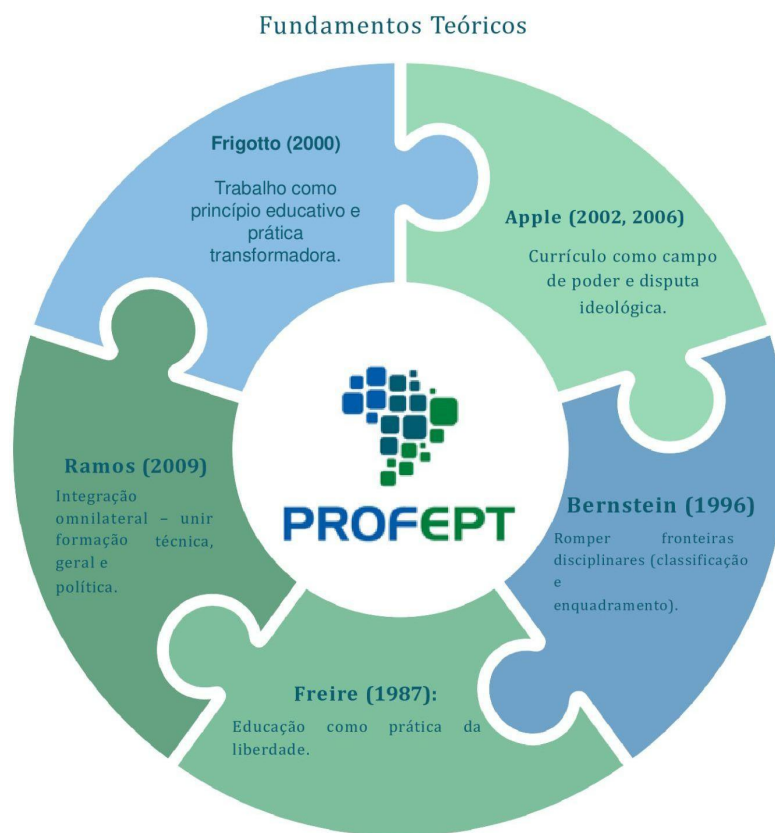 Fundamentos Teóricos
Frigotto (2000)
Trabalho como
princípio educativo e
prática
transformadora.
Apple (2002, 2006)
Currículo como campo
de poder e disputa
ideológica.
Bernstein (1996)
Romper fronteiras
disciplinares (classificação
e
enquadramento).
Freire (1987):
Educação como prática da
liberdade.
Ramos (2009)
Integração
omnilateral – unir
formação técnica,
geral e
política.
PROFEPT